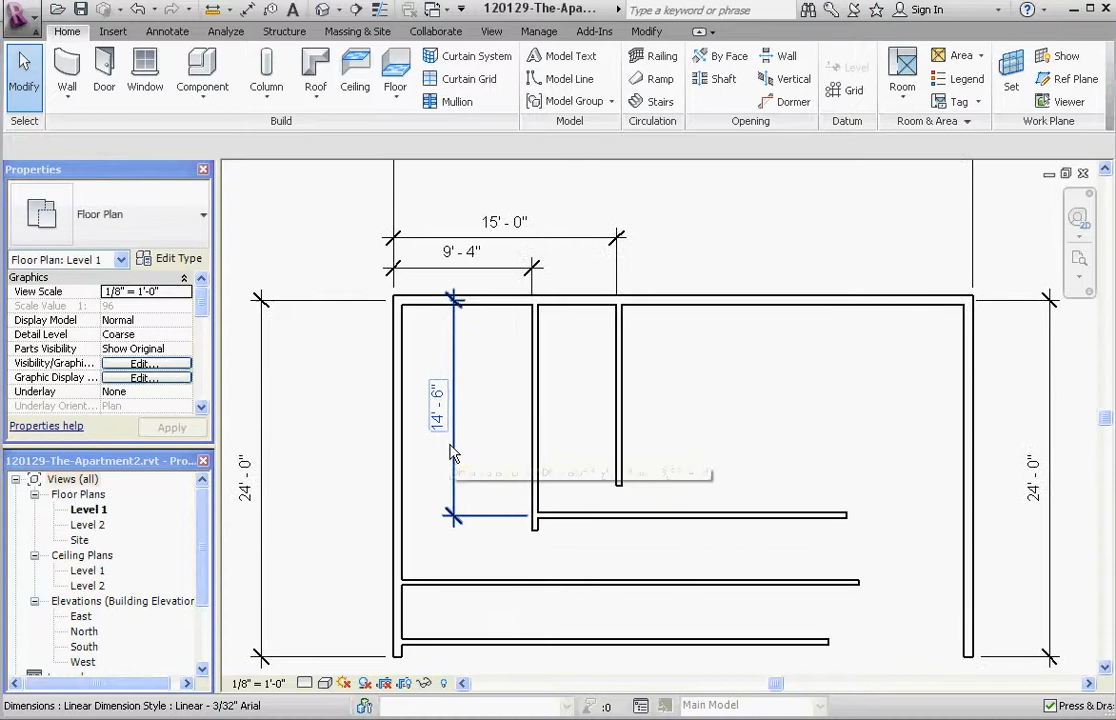 120129-The-Apa...
Type a keyword or phrase
Sign In
Home Insert Annotate Analyze Structure Massing & Site Collaborate View Manage Add-Ins Modify
Modify
Wall
Door
Window
Component
Column
Roof
Ceiling
Floor
Curtain System
Curtain Grid
Mullion
Model Text
Model Line
Model Group
Railing
Ramp
Stairs
By Face
Shaft
Wall
Vertical
Dormer
Level
Grid
Room
Area
Legend
Tag
Set
Show
Ref Plane
Viewer
Select
Build
Model
Circulation
Opening
Datum
Room & Area
Work Plane
Properties
Floor Plan
Floor Plan: Level 1
Edit Type
Graphics
View Scale 1/8" = 1'-0"
Scale Value 1: 96
Display Model Normal
Detail Level Coarse
Parts Visibility Show Original
Visibility/Graphi... Edit...
Graphic Display ... Edit...
Underlay None
Underlay Orient... Plan
Properties help
Apply
120129-The-Apartment2.rvt - Pro...
Views (all)
Floor Plans
Level 1
Level 2
Site
Ceiling Plans
Level 1
Level 2
Elevations (Building Elevation
East
North
South
West
15' - 0"
9' - 4"
14' - 6"
24' - 0"
24' - 0"
2D
1/8" = 1'-0"
Dimensions : Linear Dimension Style : Linear - 3/32" Arial
:0
Main Model
Press & Dra